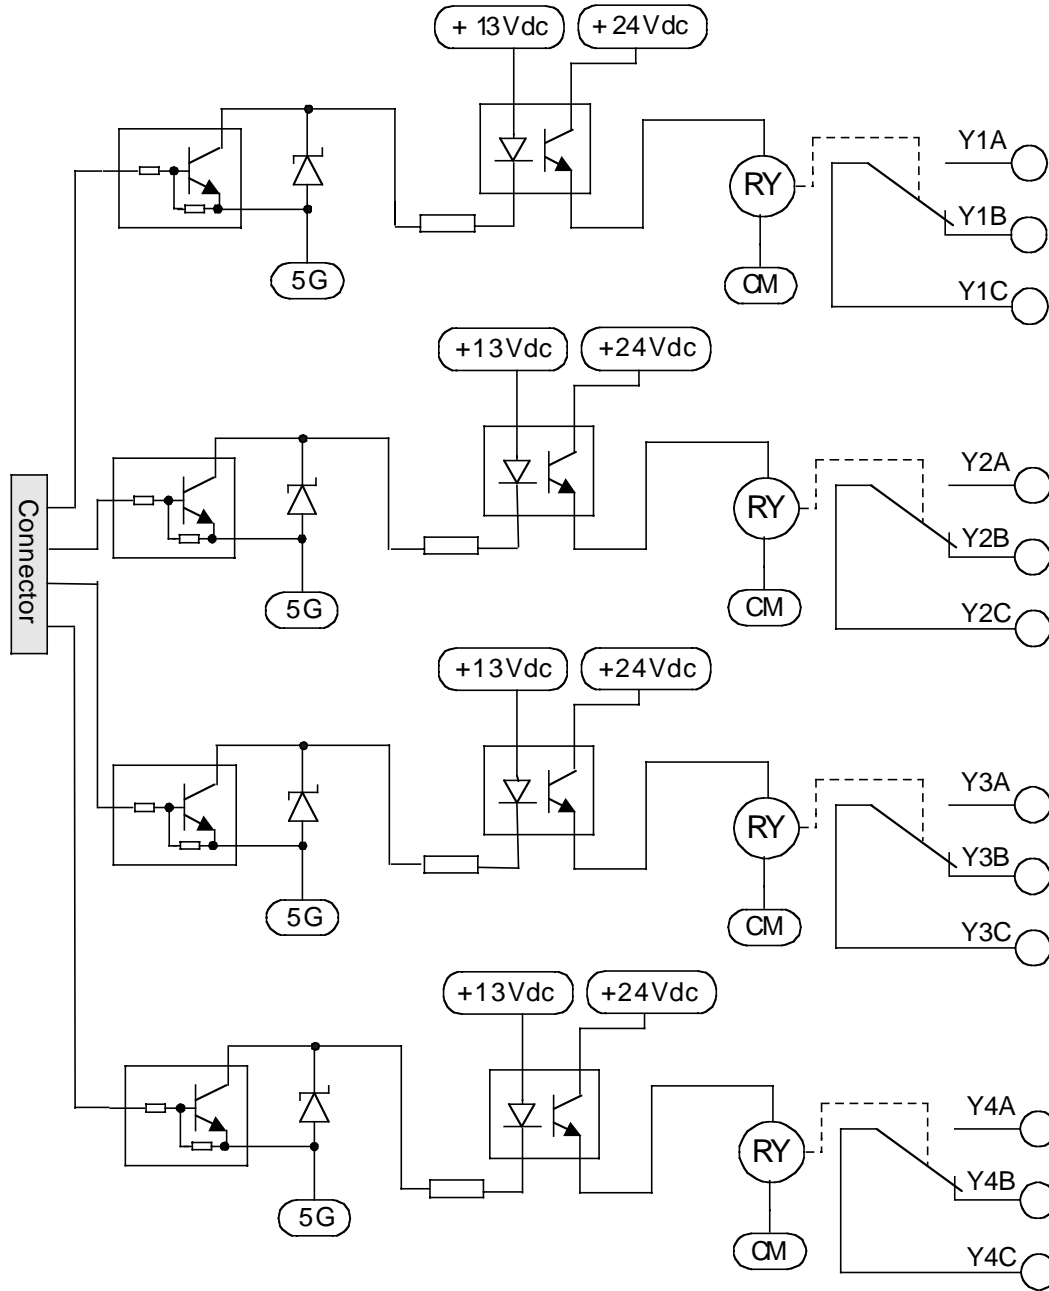 + 13Vdc
+ 24Vdc
RY
Y1A
Y1B
Y1C
5G
CM
+13Vdc
+24Vdc
RY
Y2A
Y2B
Y2C
5G
CM
Connector
+13Vdc
+24Vdc
RY
Y3A
Y3B
Y3C
5G
CM
+13Vdc
+24Vdc
RY
Y4A
Y4B
Y4C
5G
CM